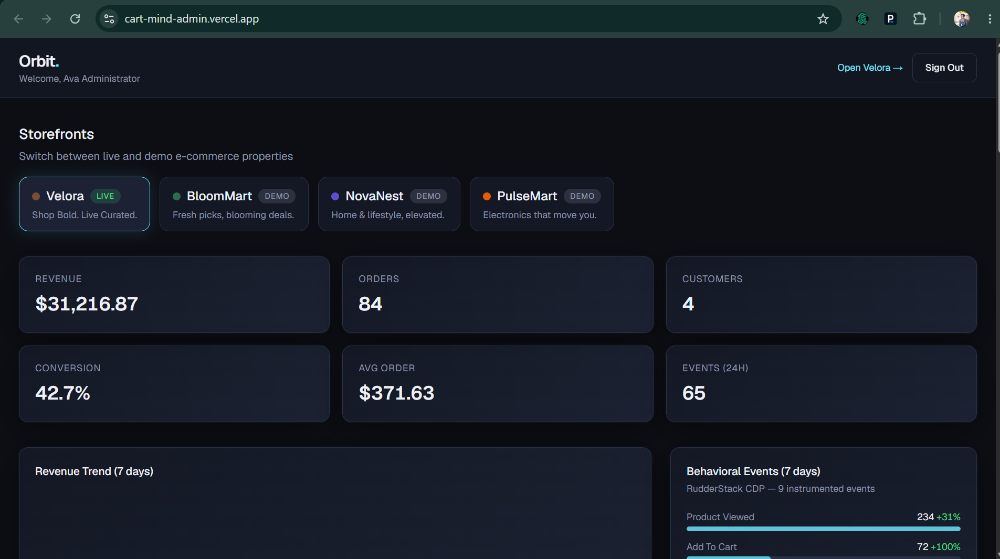 cart-mind-admin.vercel.app
P
Orbit.
Welcome, Ava Administrator
Open Velora →
Sign Out
Storefronts
Switch between live and demo e-commerce properties
Velora LIVE
Shop Bold. Live Curated.
BloomMart DEMO
Fresh picks, blooming deals.
NovaNest DEMO
Home & lifestyle, elevated.
PulseMart DEMO
Electronics that move you.
REVENUE
$31,216.87
ORDERS
84
CUSTOMERS
4
CONVERSION
42.7%
AVG ORDER
$371.63
EVENTS (24H)
65
Revenue Trend (7 days)
Behavioral Events (7 days)
RudderStack CDP — 9 instrumented events
Product Viewed 234 +31%
Add To Cart 72 +100%